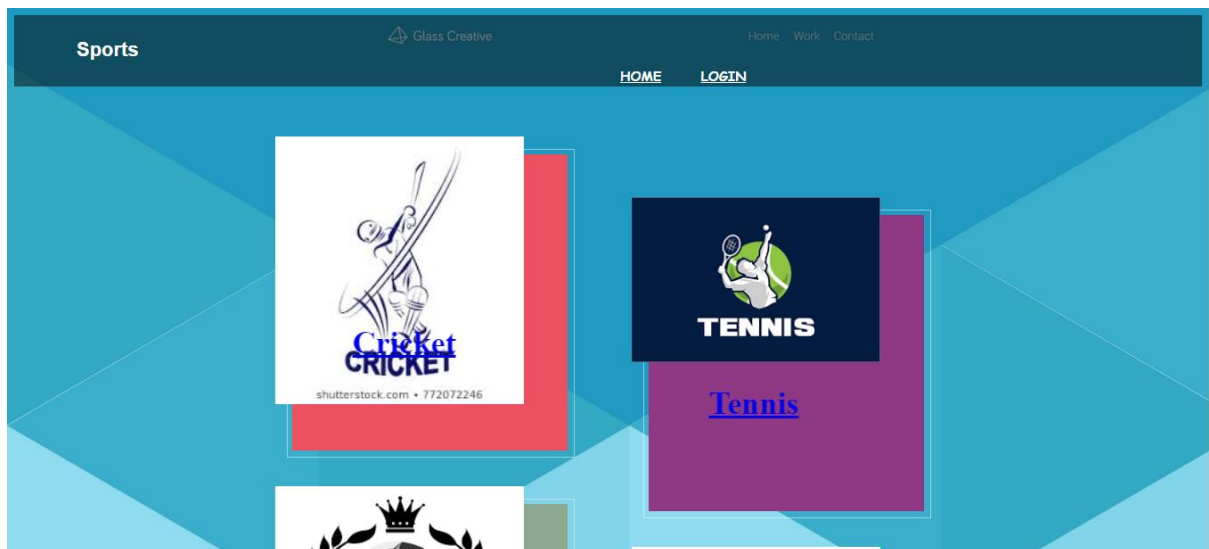 Sports
Glass Creative
Home Work Contact
HOME LOGIN
Cricket
CRICKET
shutterstock.com • 772072246
TENNIS
Tennis